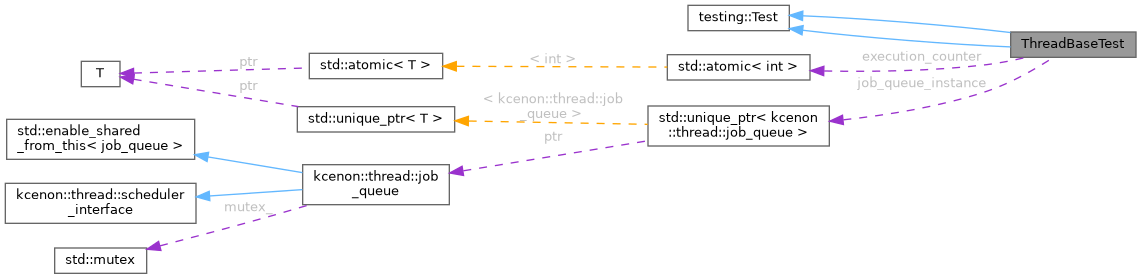 testing::Test
ThreadBaseTest
ptr
std::atomic< T >
< int >
std::atomic< int >
execution_counter
T
ptr
job_queue_instance
< kcenon::thread::job
_queue >
std::unique_ptr< T >
std::unique_ptr< kcenon
::thread::job_queue >
std::enable_shared
_from_this< job_queue >
ptr
kcenon::thread::job
_queue
kcenon::thread::scheduler
_interface
mutex_
std::mutex